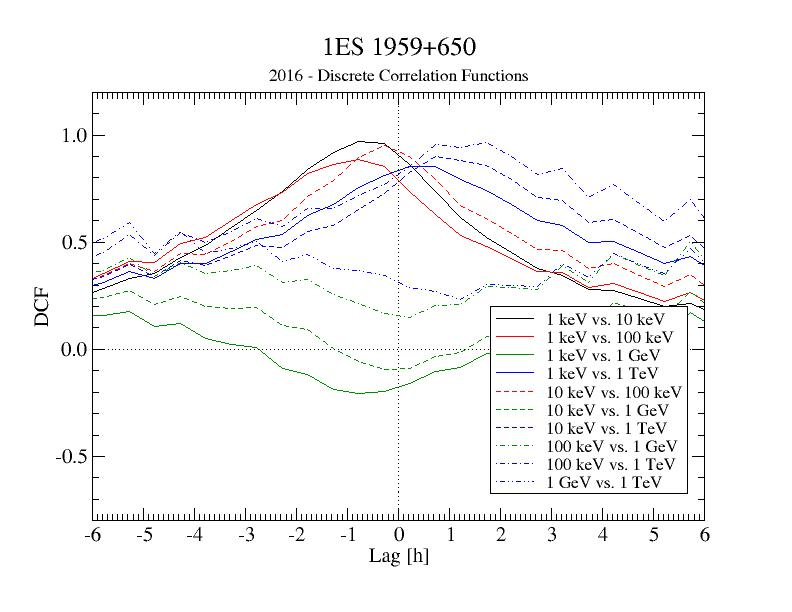 1ES 1959+650
2016 - Discrete Correlation Functions
1.0
0.5
0.0
-0.5
DCF
1 keV vs. 10 keV
1 keV vs. 100 keV
1 keV vs. 1 GeV
1 keV vs. 1 TeV
10 keV vs. 100 keV
10 keV vs. 1 GeV
10 keV vs. 1 TeV
100 keV vs. 1 GeV
100 keV vs. 1 TeV
1 GeV vs. 1 TeV
-6 -5 -4 -3 -2 -1 0 1 2 3 4 5 6
Lag [h]